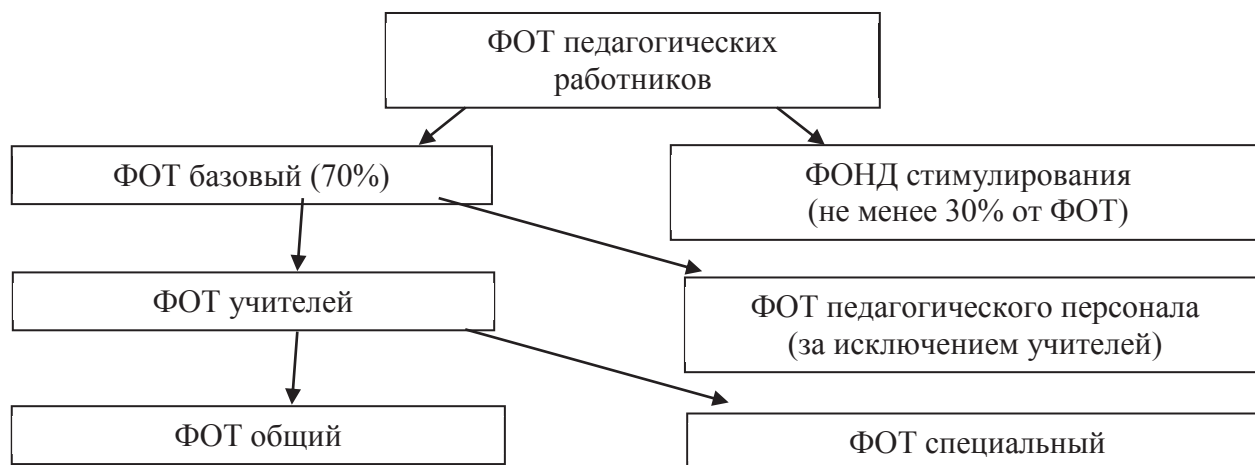 ФОТ педагогических
работников
ФОТ базовый (70%)
ФОНД стимулирования
(не менее 30% от ФОТ)
ФОТ учителей
ФОТ педагогического персонала
(за исключением учителей)
ФОТ общий
ФОТ специальный